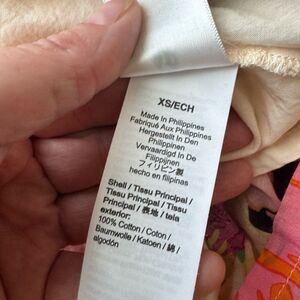 XS/ECH
Made In Philippines
Fabriqué Aux Philippines
Hergestellt In Den
Philippinen
Vervaardigd In De
Filippijnen
フィリピン製
hecho en filipinas
Shell / Tissu Principal /
Tissu Principal / Tissu
Principal / 表地 / tela
exterior:
100% Cotton / Coton /
Baumwolle / Katoen / 綿 /
algodón